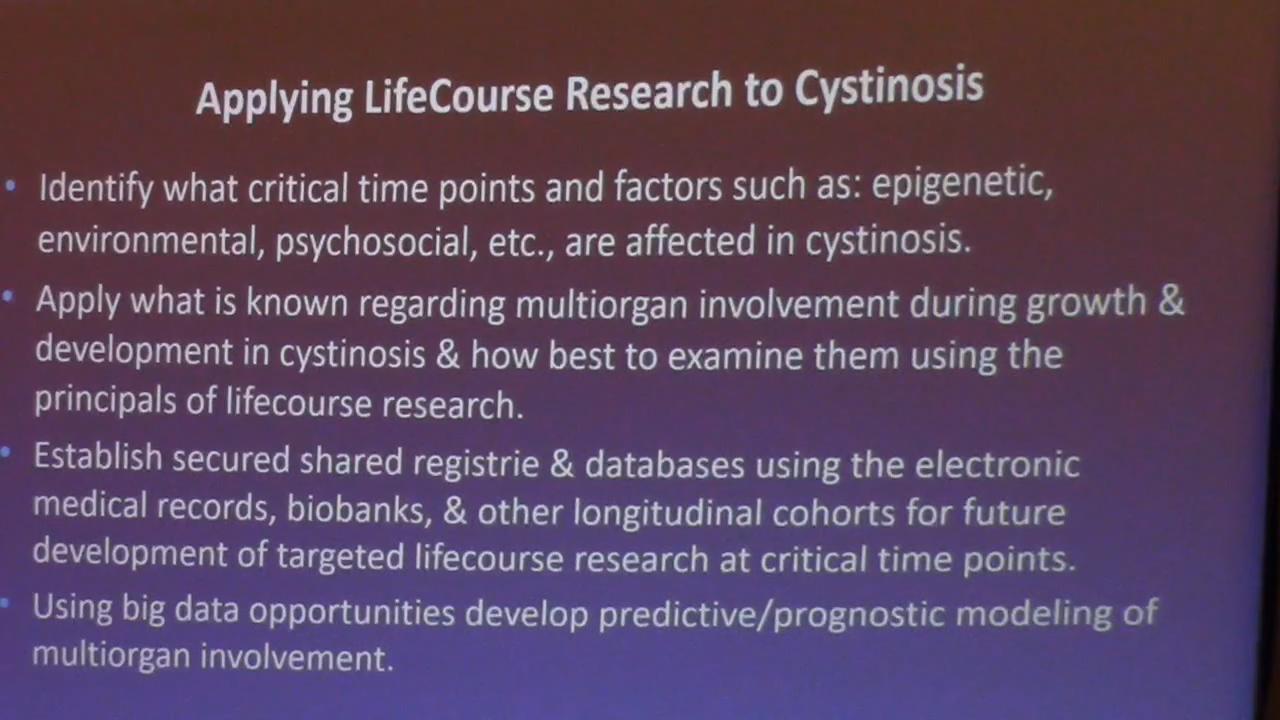 Applying LifeCourse Research to Cystinosis
• Identify what critical time points and factors such as: epigenetic,
environmental, psychosocial, etc., are affected in cystinosis.
• Apply what is known regarding multiorgan involvement during growth &
development in cystinosis & how best to examine them using the
principals of lifecourse research.
• Establish secured shared registrie & databases using the electronic
medical records, biobanks, & other longitudinal cohorts for future
development of targeted lifecourse research at critical time points.
• Using big data opportunities develop predictive/prognostic modeling of
multiorgan involvement.